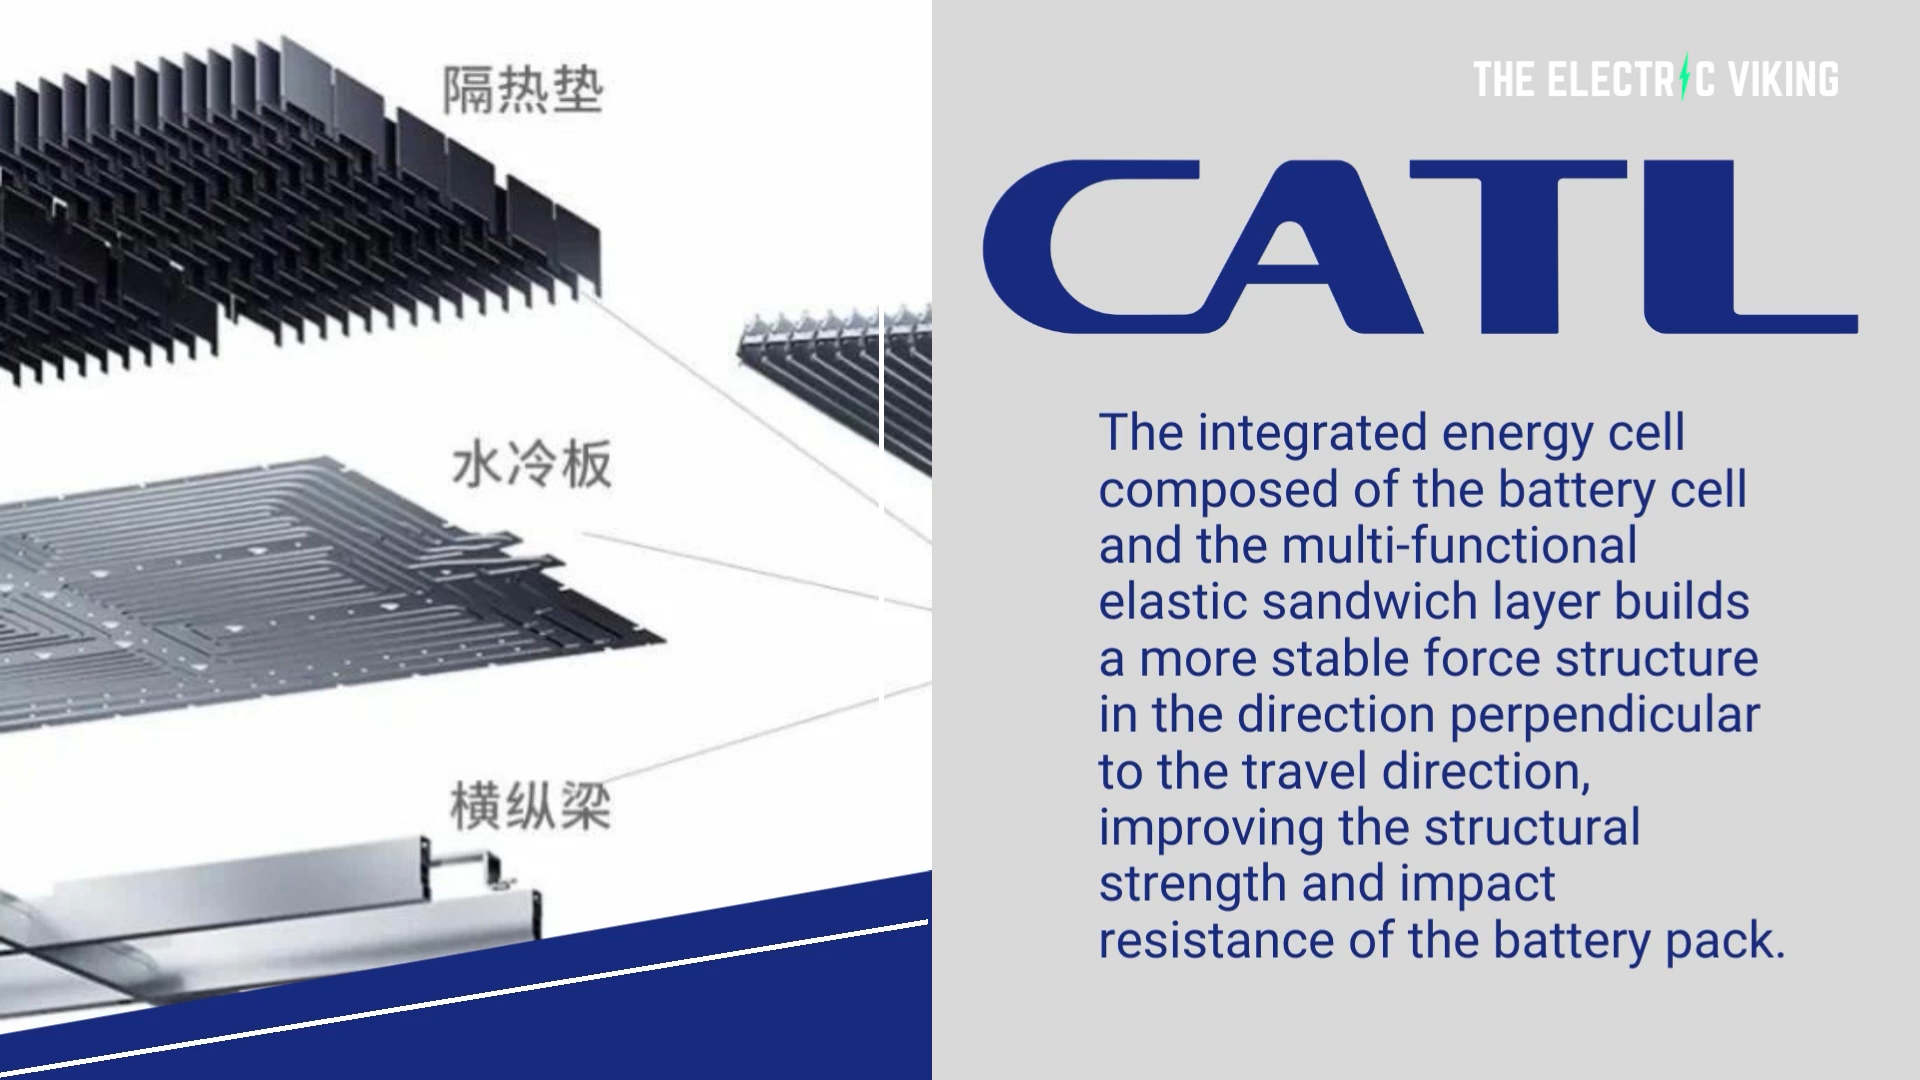 隔热垫
水冷板
横纵梁
THE ELECTRIC VIKING
CATL
The integrated energy cell
composed of the battery cell
and the multi-functional
elastic sandwich layer builds
a more stable force structure
in the direction perpendicular
to the travel direction,
improving the structural
strength and impact
resistance of the battery pack.